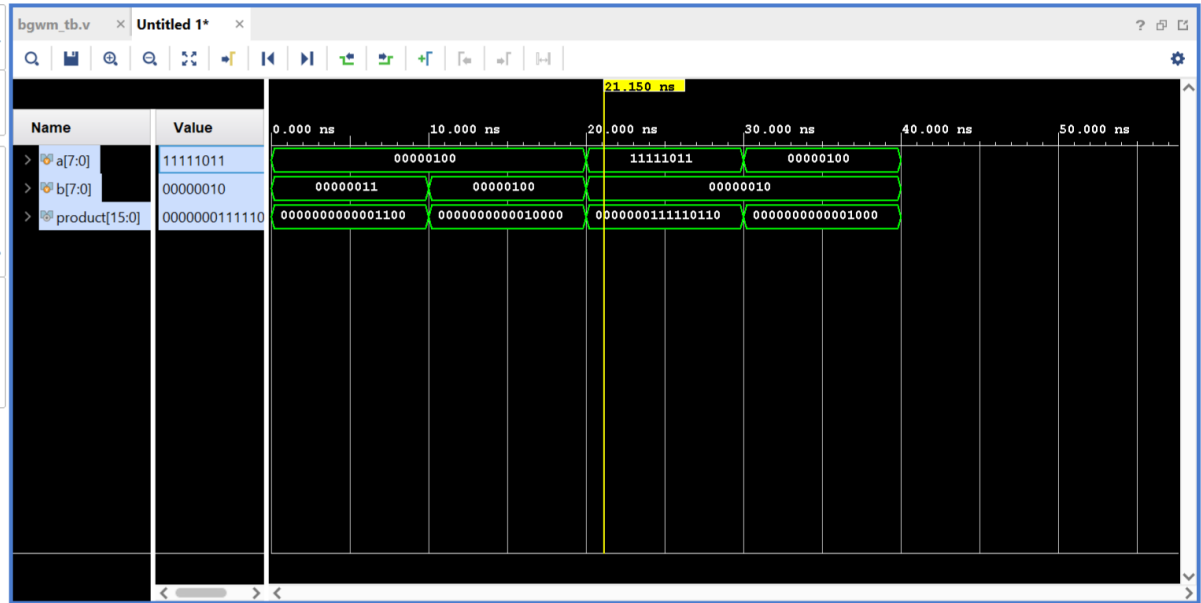 bgwm_tb.v × Untitled 1* ×
?
21.150 ns
Name Value
0.000 ns 10.000 ns 20.000 ns 30.000 ns 40.000 ns 50.000 ns
a[7:0] 11111011 00000100 11111011 00000100
b[7:0] 00000010 00000011 00000100 00000010
product[15:0] 0000000111110 0000000000001100 0000000000010000 0000000111110110 0000000000001000